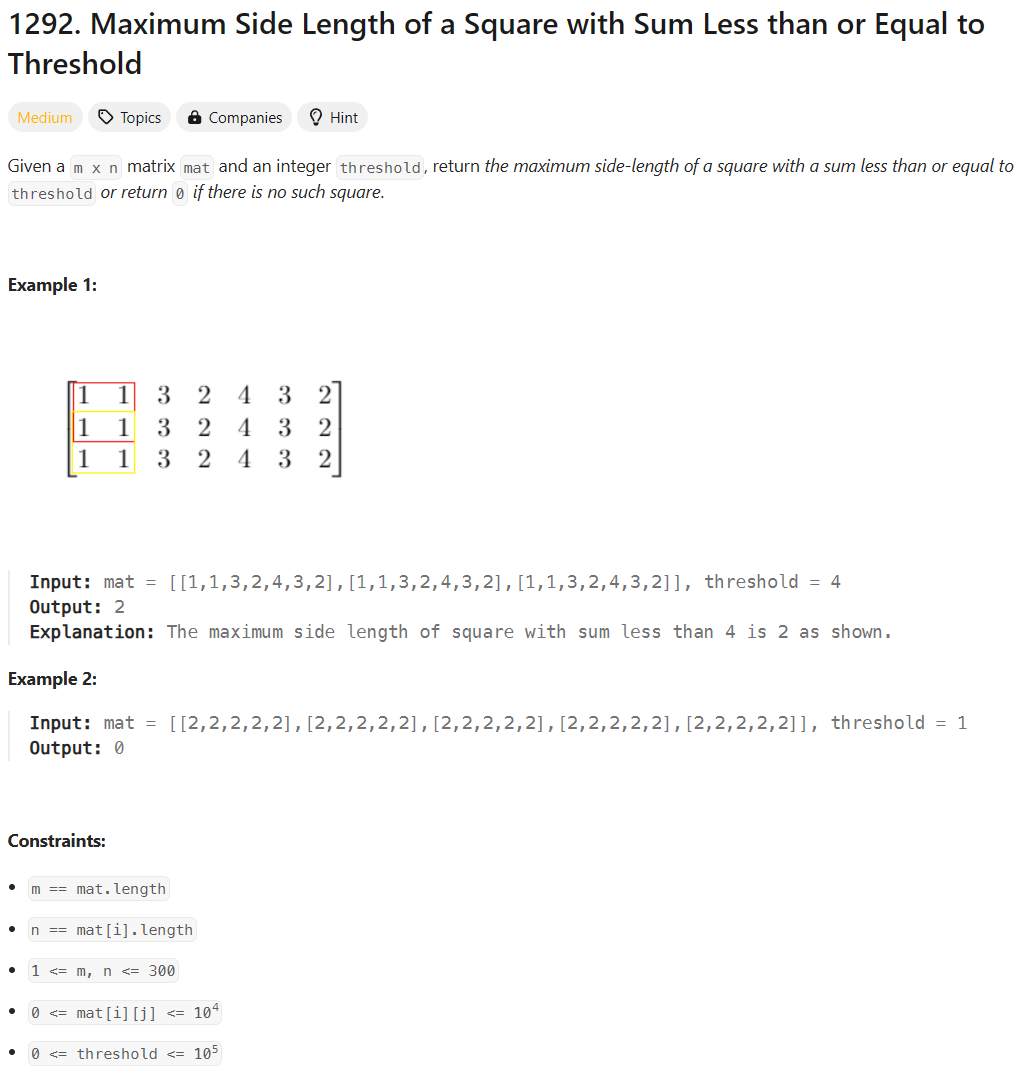 1292. Maximum Side Length of a Square with Sum Less than or Equal to
Threshold
Medium Topics Companies Hint
Given a m x n matrix mat and an integer threshold, return the maximum side-length of a square with a sum less than or equal to
threshold or return 0 if there is no such square.
Example 1:
1 1 3 2 4 3 2
1 1 3 2 4 3 2
1 1 3 2 4 3 2
Input: mat = [[1,1,3,2,4,3,2],[1,1,3,2,4,3,2],[1,1,3,2,4,3,2]], threshold = 4
Output: 2
Explanation: The maximum side length of square with sum less than 4 is 2 as shown.
Example 2:
Input: mat = [[2,2,2,2,2],[2,2,2,2,2],[2,2,2,2,2],[2,2,2,2,2],[2,2,2,2,2]], threshold = 1
Output: 0
Constraints:
• m == mat.length
• n == mat[i].length
• 1 <= m, n <= 300
• 0 <= mat[i][j] <= 10⁴
• 0 <= threshold <= 10⁵